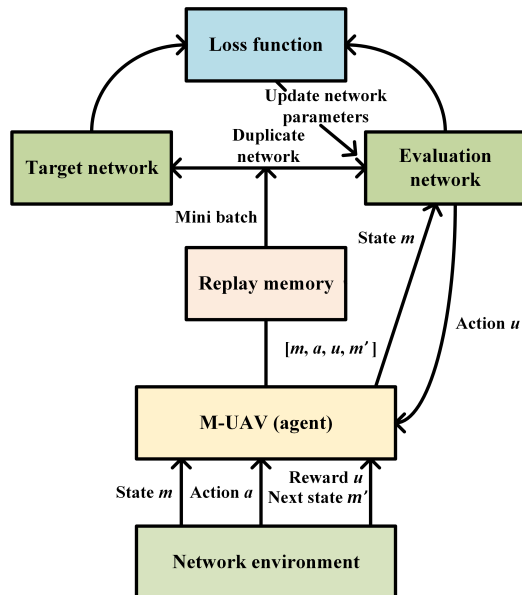 Loss function
Update network
parameters
Duplicate
network
Target network
Evaluation
network
Mini batch
State m
Replay memory
Action u
[m, a, u, m′]
M-UAV (agent)
State m
Action a
Reward u
Next state m′
Network environment